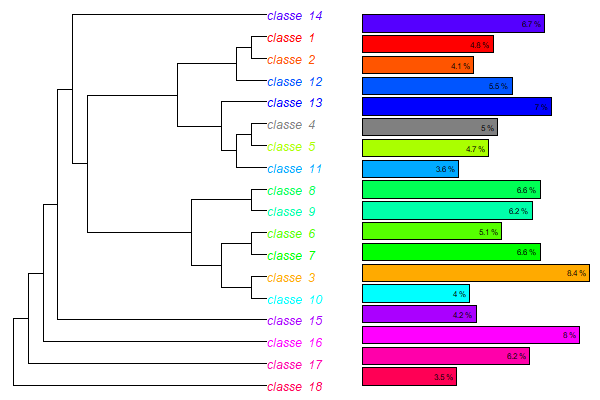 classe 14 6.7 %
classe 1 4.9 %
classe 2 4.1 %
classe 12 5.5 %
classe 13 7 %
classe 4 5 %
classe 5 4.7 %
classe 11 3.6 %
classe 8 6.6 %
classe 9 6.2 %
classe 6 5.1 %
classe 7 6.6 %
classe 3 8.4 %
classe 10 4 %
classe 15 4.2 %
classe 16 8 %
classe 17 6.2 %
classe 18 3.5 %